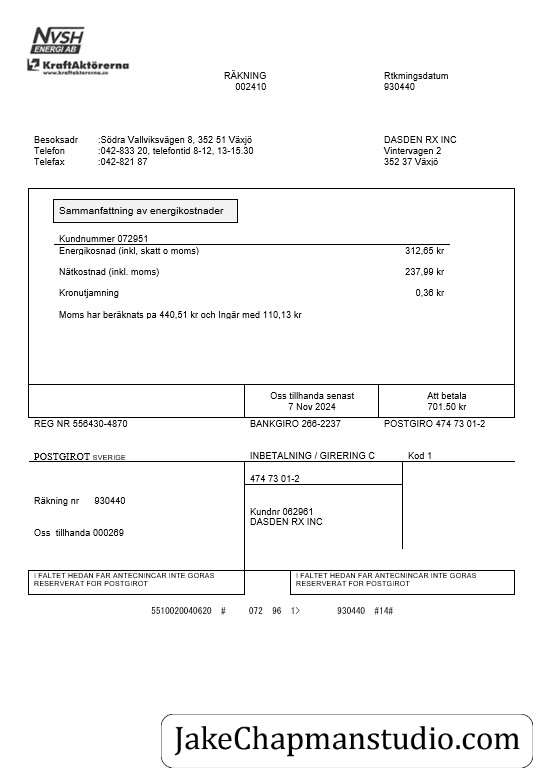 NVSH
ENERGI AB
KraftAktörerna
www.kraftaktorerna.se
RÄKNING
002410
Rtkmingsdatum
930440
Besoksadr :Södra Vallviksvägen 8, 352 51 Växjö
Telefon :042-833 20, telefontid 8-12, 13-15.30
Telefax :042-821 87
DASDEN RX INC
Vintervagen 2
352 37 Växjö
Sammanfattning av energikostnader
Kundnummer 072951
Energikosnad (inkl, skatt o moms) 312,65 kr
Nätkostnad (inkl. moms) 237,99 kr
Kronutjamning 0,36 kr
Moms har beräknats pa 440,51 kr och Ingär med 110,13 kr
Oss tillhanda senast
7 Nov 2024
Att betala
701.50 kr
REG NR 556430-4870 BANKGIRO 266-2237 POSTGIRO 474 73 01-2
POSTGIROT SVERIGE INBETALNING / GIRERING C Kod 1
474 73 01-2
Räkning nr 930440
Kundnr 062961
DASDEN RX INC
Oss tillhanda 000269
I FALTET HEDAN FAR ANTECNINCAR INTE GORAS
RESERVERAT FOR POSTGIROT
I FALTET HEDAN FAR ANTECNINCAR INTE GORAS
RESERVERAT FOR POSTGIROT
5510020040620 # 072 96 1> 930440 #14#
JakeChapmanstudio.com